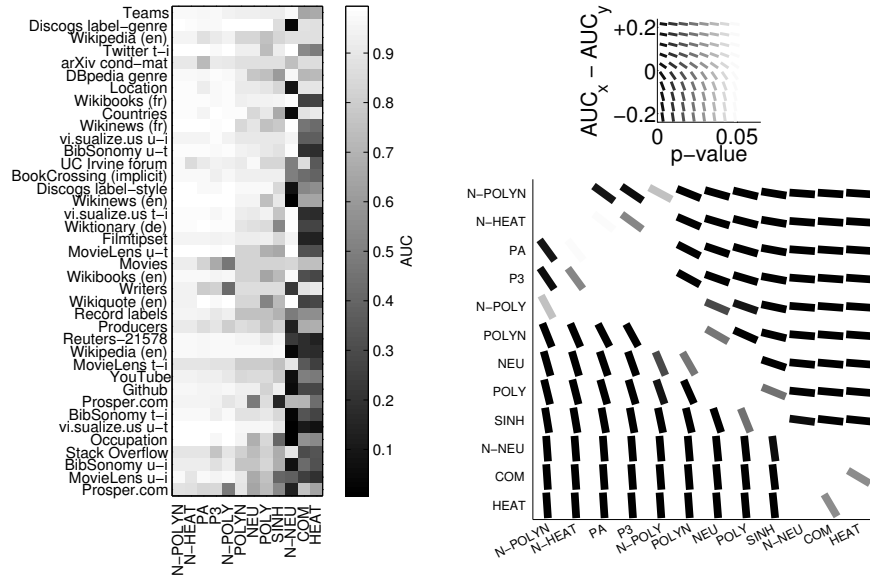 Teams
Discogs label−genre
Wikipedia (en)
Twitter t−i
arXiv cond−mat
DBpedia genre
Location
Wikibooks (fr)
Countries
Wikinews (fr)
vi.sualize.us u−i
BibSonomy u−t
UC Irvine forum
BookCrossing (implicit)
Discogs label−style
Wikinews (en)
vi.sualize.us t−i
Wiktionary (de)
Filmtipset
MovieLens u−t
Movies
Wikibooks (en)
Writers
Wikiquote (en)
Record labels
Producers
Reuters−21578
Wikipedia (en)
MovieLens t−i
YouTube
Github
Prosper.com
BibSonomy t−i
vi.sualize.us u−t
Occupation
Stack Overflow
BibSonomy u−i
MovieLens u−i
Prosper.com
N−POLYN
N−HEAT
PA
P3
N−POLY
POLYN
NEU
POLY
SINH
N−NEU
COM
HEAT
0.9
0.8
0.7
0.6
0.5
0.4
0.3
0.2
0.1
AUC
AUCx − AUCy
+0.2
0
−0.2
0
0.05
p−value
N−POLYN
N−HEAT
PA
P3
N−POLY
POLYN
NEU
POLY
SINH
N−NEU
COM
HEAT
N−POLYN
N−HEAT
PA
P3
N−POLY
POLYN
NEU
POLY
SINH
N−NEU
COM
HEAT